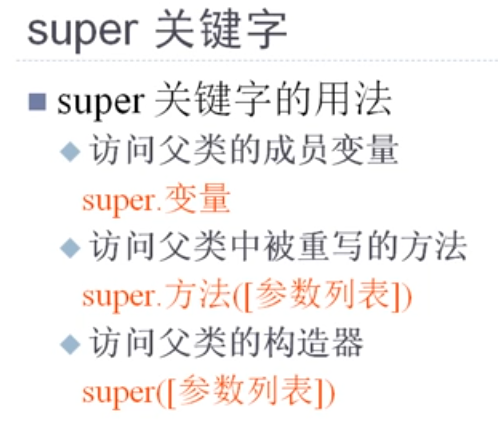 super 关键字
super 关键字的用法
访问父类的成员变量
super.变量
访问父类中被重写的方法
super.方法([参数列表])
访问父类的构造器
super([参数列表])